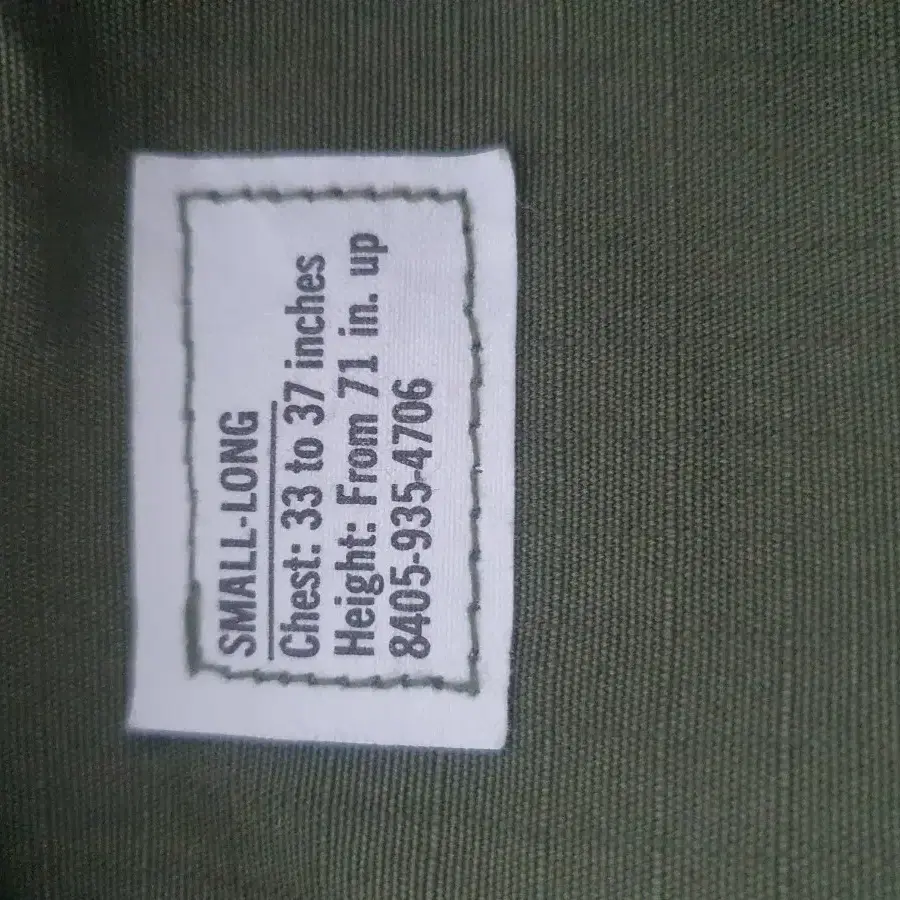 SMALL-LONG
Chest: 33 to 37 inches
Height: From 71 in. up
8405-935-4706